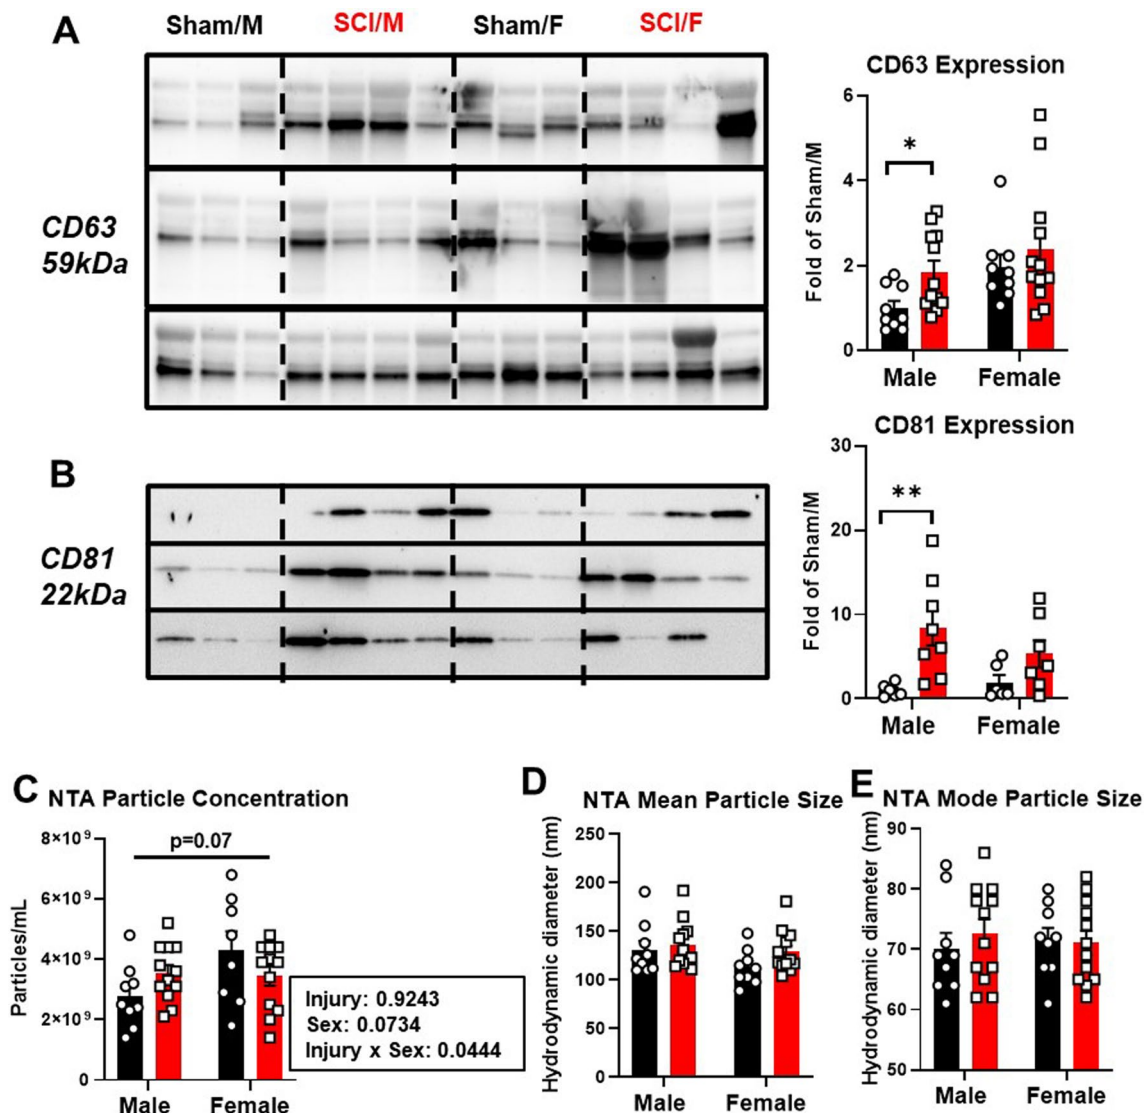 A
Sham/M
SCI/M
Sham/F
SCI/F
CD63
59kDa
CD63 Expression
Fold of Sham/M
6
4
2
0
*
Male
Female
B
CD81
22kDa
CD81 Expression
Fold of Sham/M
30
20
10
0
**
Male
Female
C
NTA Particle Concentration
Particles/mL
8×10⁹
6×10⁹
4×10⁹
2×10⁹
0
p=0.07
Injury: 0.9243
Sex: 0.0734
Injury x Sex: 0.0444
Male
Female
D
NTA Mean Particle Size
Hydrodynamic diameter (nm)
250
200
150
100
50
0
Male
Female
E
NTA Mode Particle Size
Hydrodynamic diameter (nm)
90
80
70
60
50
Male
Female